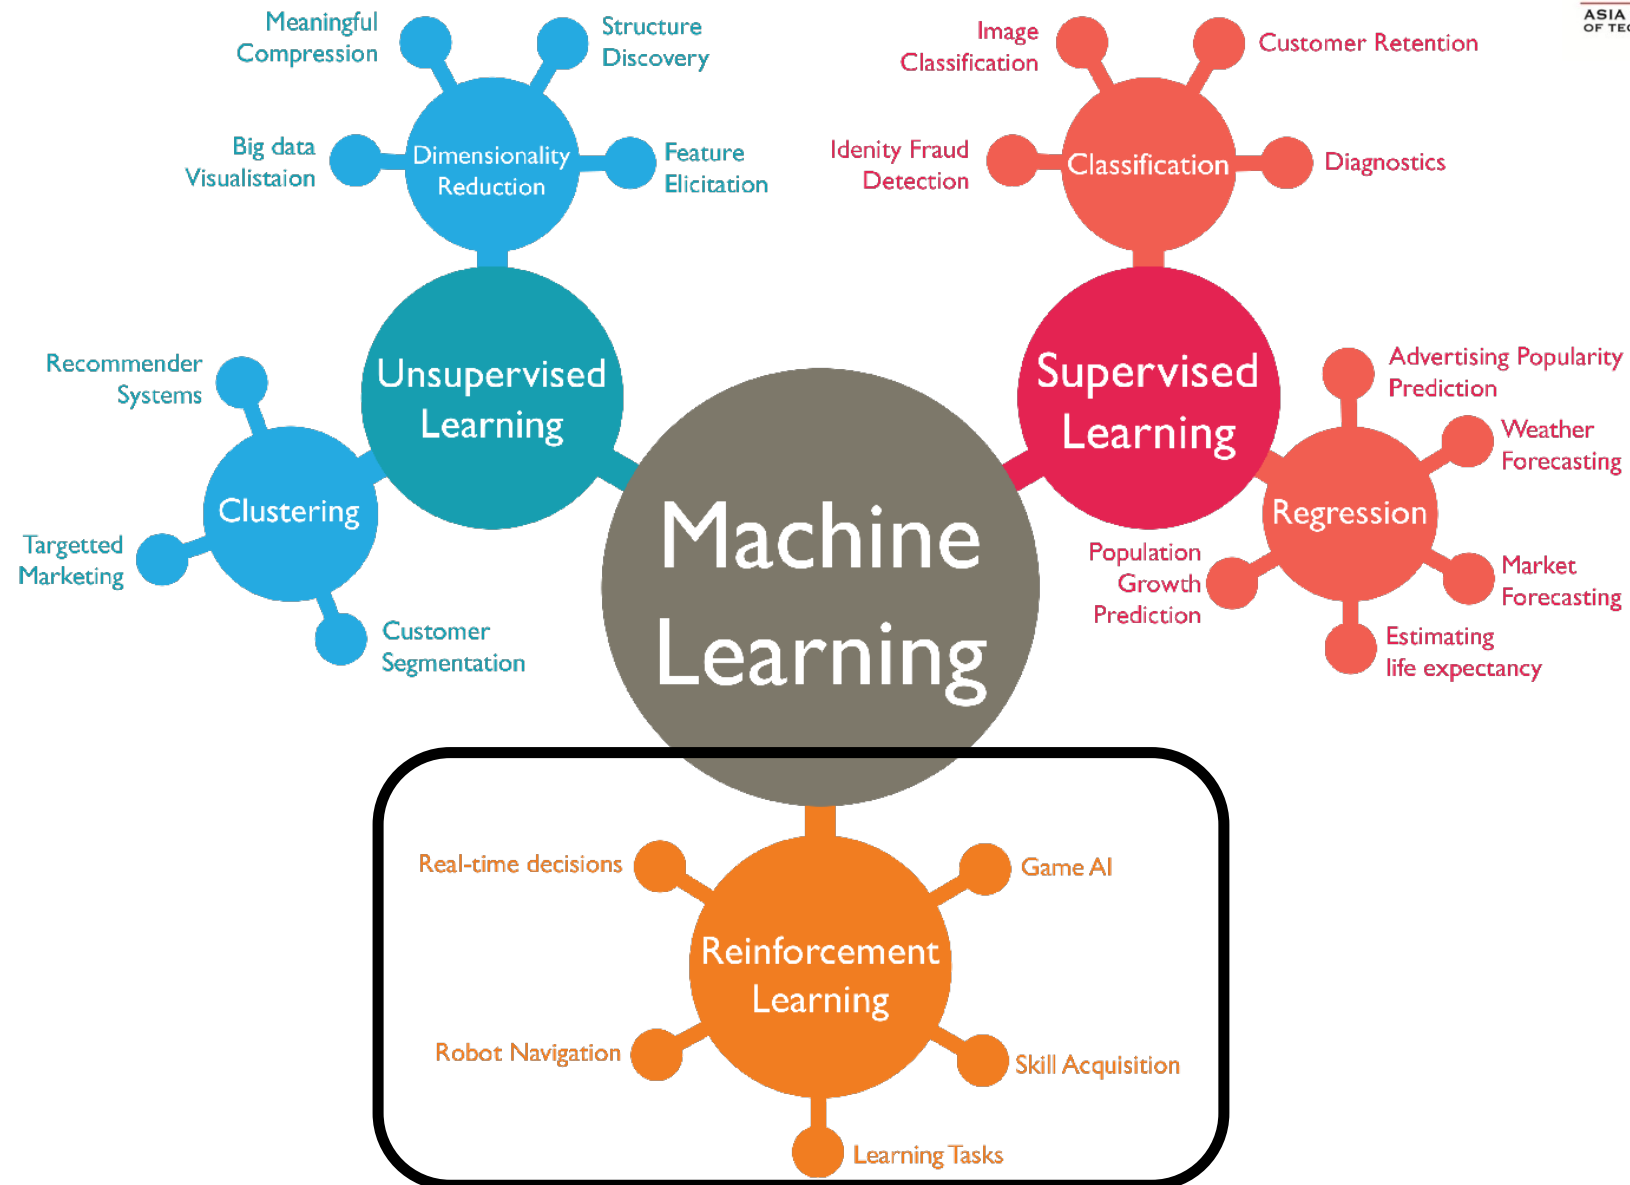 ASIA
Meaningful
Compression
Structure
Discovery
Big data
Visualistaion
Dimensionality
Reduction
Feature
Elicitation
Image
Classification
Customer Retention
Idenity Fraud
Detection
Classification
Diagnostics
Unsupervised
Learning
Recommender
Systems
Clustering
Targetted
Marketing
Customer
Segmentation
Supervised
Learning
Advertising Popularity
Prediction
Weather
Forecasting
Regression
Population
Growth
Prediction
Market
Forecasting
Estimating
life expectancy
Machine
Learning
Real-time decisions
Game AI
Reinforcement
Learning
Robot Navigation
Skill Acquisition
Learning Tasks